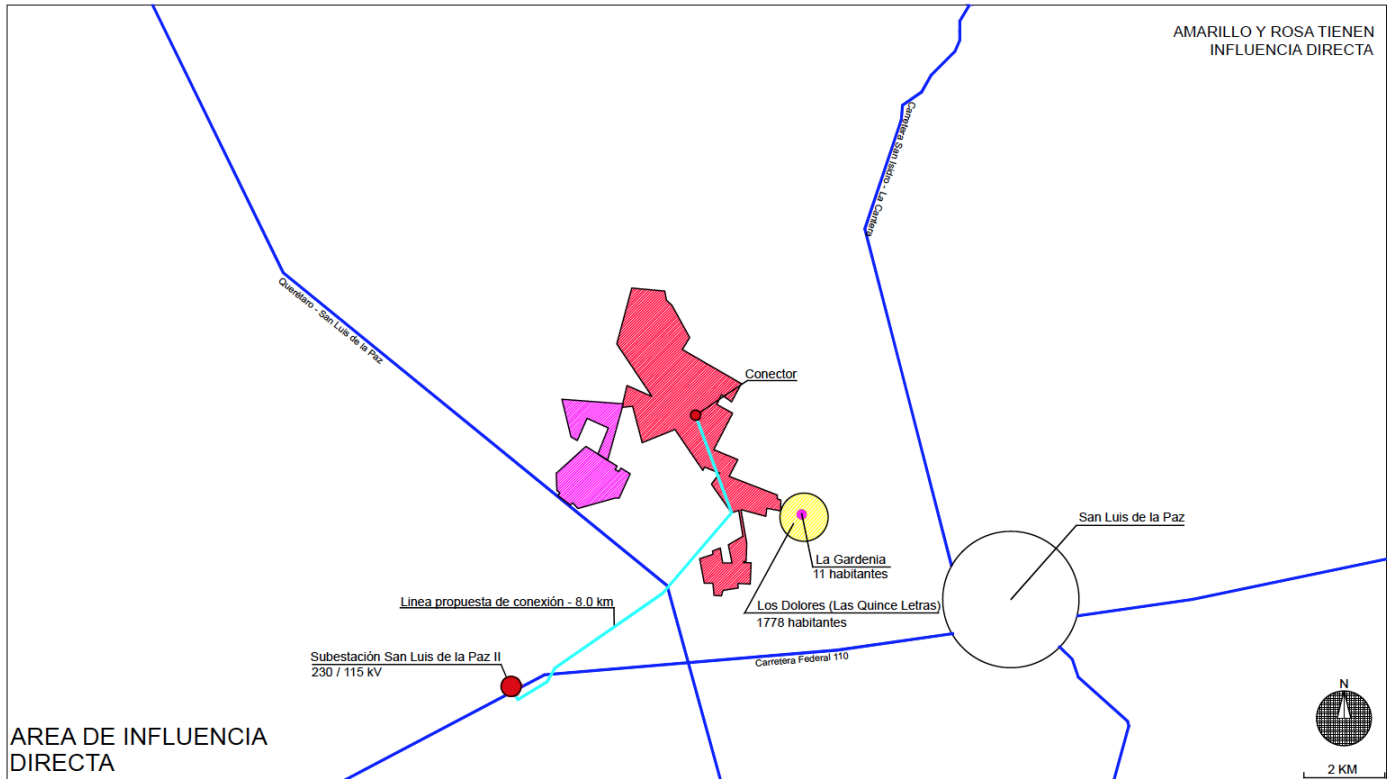 AMARILLO Y ROSA TIENEN
INFLUENCIA DIRECTA
Carretera San Isidro - La Cantera
Querétaro - San Luis de la Paz
Conector
San Luis de la Paz
La Gardenia
11 habitantes
Linea propuesta de conexión - 8.0 km
Los Dolores (Las Quince Letras)
1778 habitantes
Subestación San Luis de la Paz II
230 / 115 kV
Carretera Federal 110
N
AREA DE INFLUENCIA
DIRECTA
2 KM